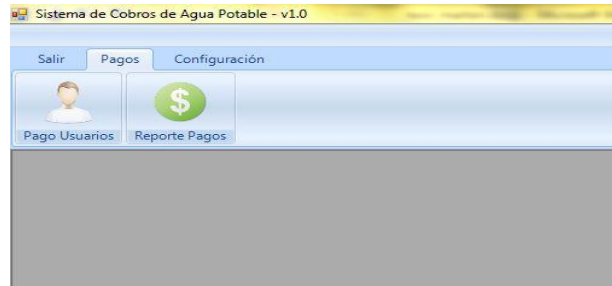 Sistema de Cobros de Agua Potable - v1.0
Salir Pagos Configuración
Pago Usuarios Reporte Pagos